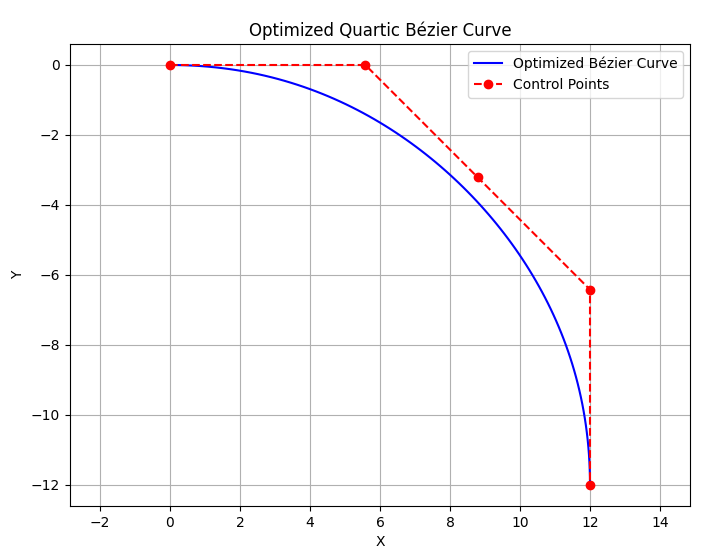 Optimized Quartic Bézier Curve
Optimized Bézier Curve
Control Points
0
−2
−4
−6
−8
−10
−12
Y
−2 0 2 4 6 8 10 12 14
X